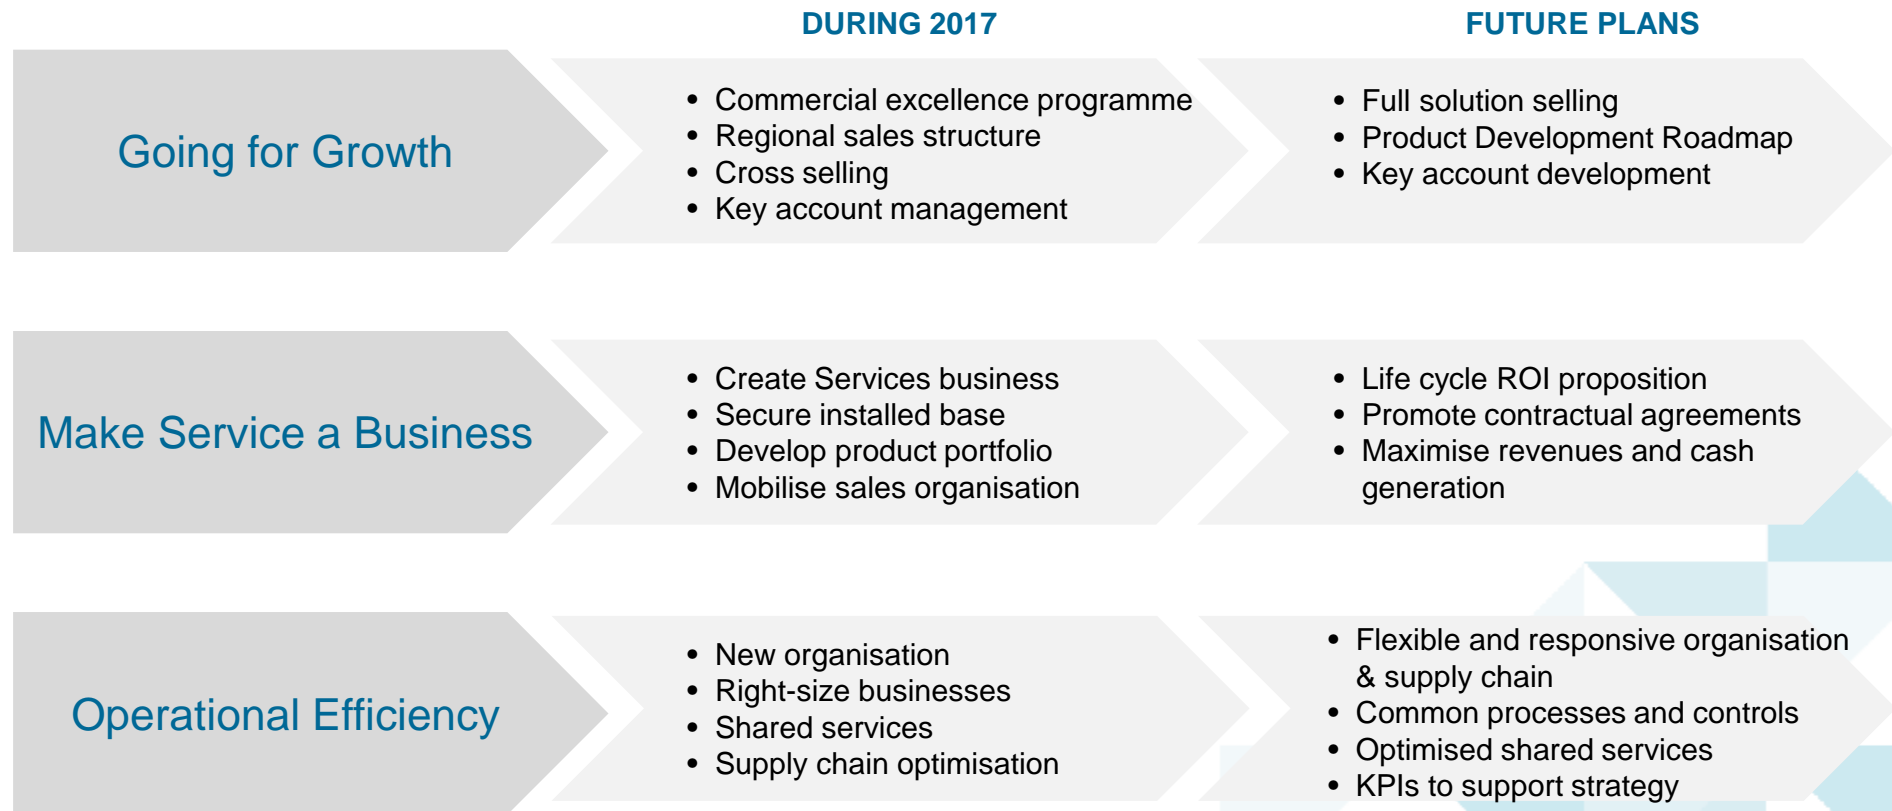 DURING 2017
FUTURE PLANS
Going for Growth
• Commercial excellence programme
• Regional sales structure
• Cross selling
• Key account management
• Full solution selling
• Product Development Roadmap
• Key account development
Make Service a Business
• Create Services business
• Secure installed base
• Develop product portfolio
• Mobilise sales organisation
• Life cycle ROI proposition
• Promote contractual agreements
• Maximise revenues and cash
generation
Operational Efficiency
• New organisation
• Right-size businesses
• Shared services
• Supply chain optimisation
• Flexible and responsive organisation
& supply chain
• Common processes and controls
• Optimised shared services
• KPIs to support strategy